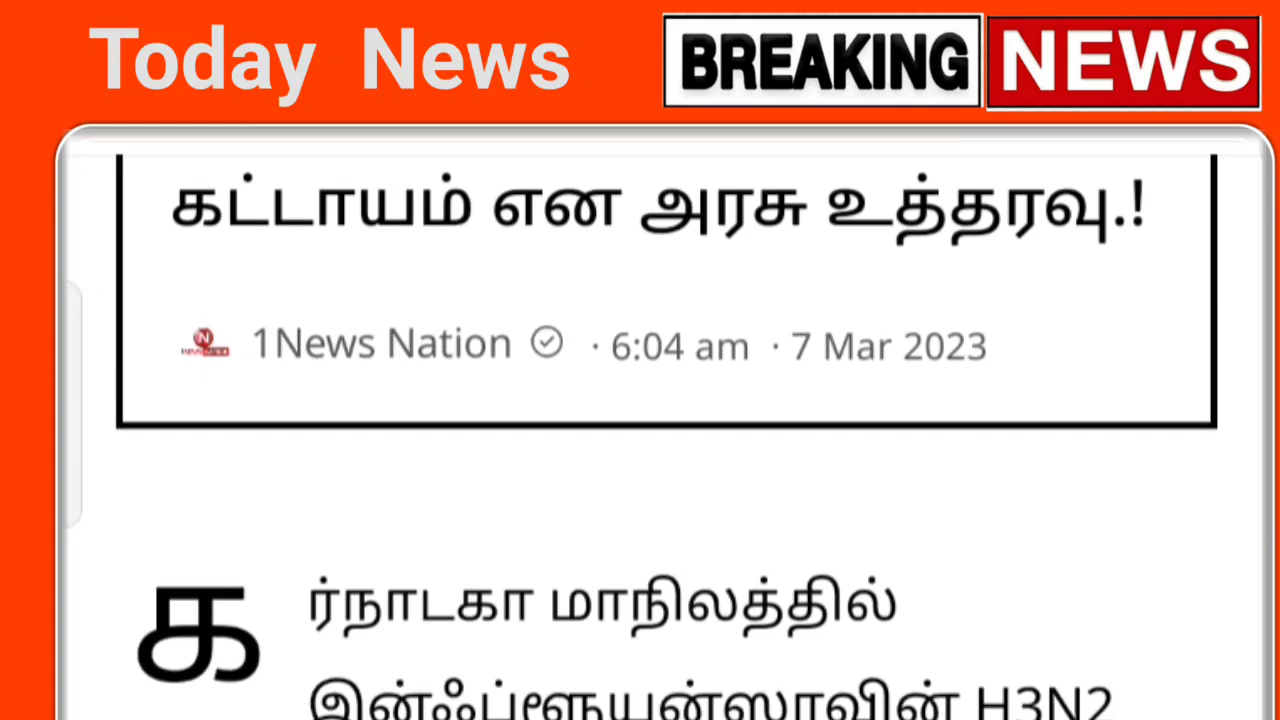 Today News
BREAKING NEWS
கட்டாயம் என அரசு உத்தரவு.!
1News Nation · 6:04 am · 7 Mar 2023
கர்நாடகா மாநிலத்தில்
இன்ஃப்ளூயன்ஸாவின் H3N2